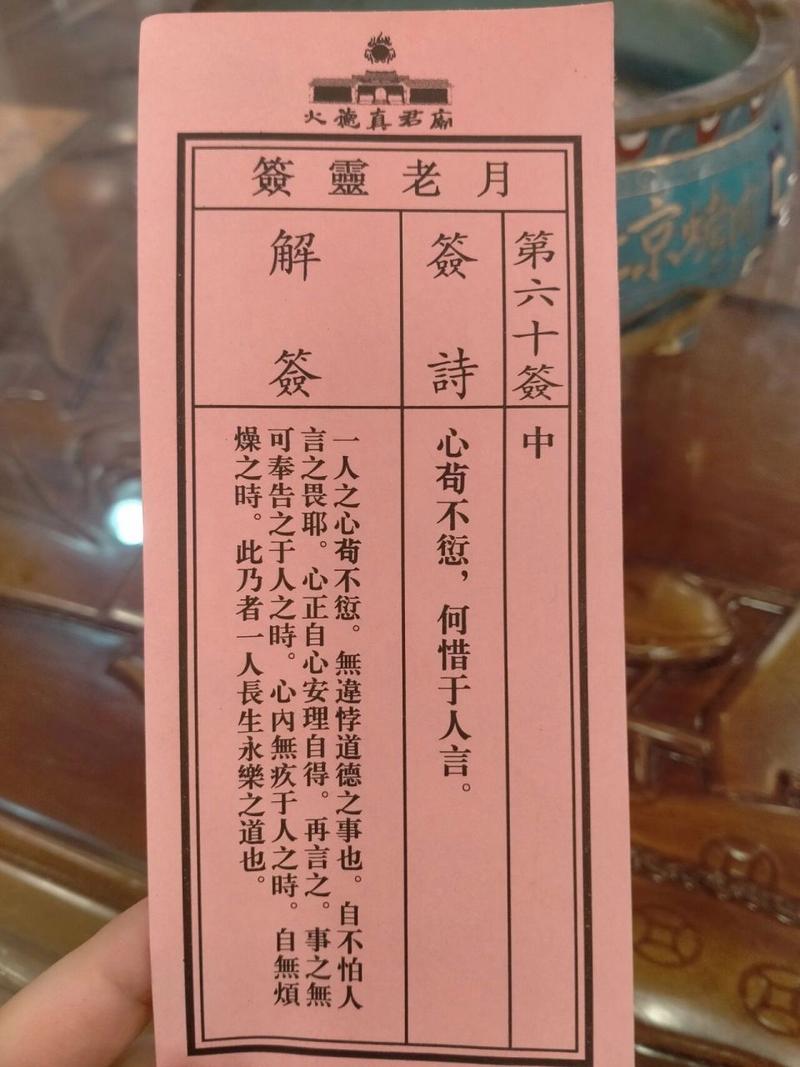 火德真君廟
月老靈簽
第六十簽
中
簽詩
心苟不愆，何惜于人言。
解簽
一人之心苟不愆。無違悖道德之事也。自不怕人
言之畏耶。心正自心安理自得。再言之。事之無
可奉告之于人之時。心內無疚于人之時。自無煩
燥之時。此乃者一人長生永樂之道也。